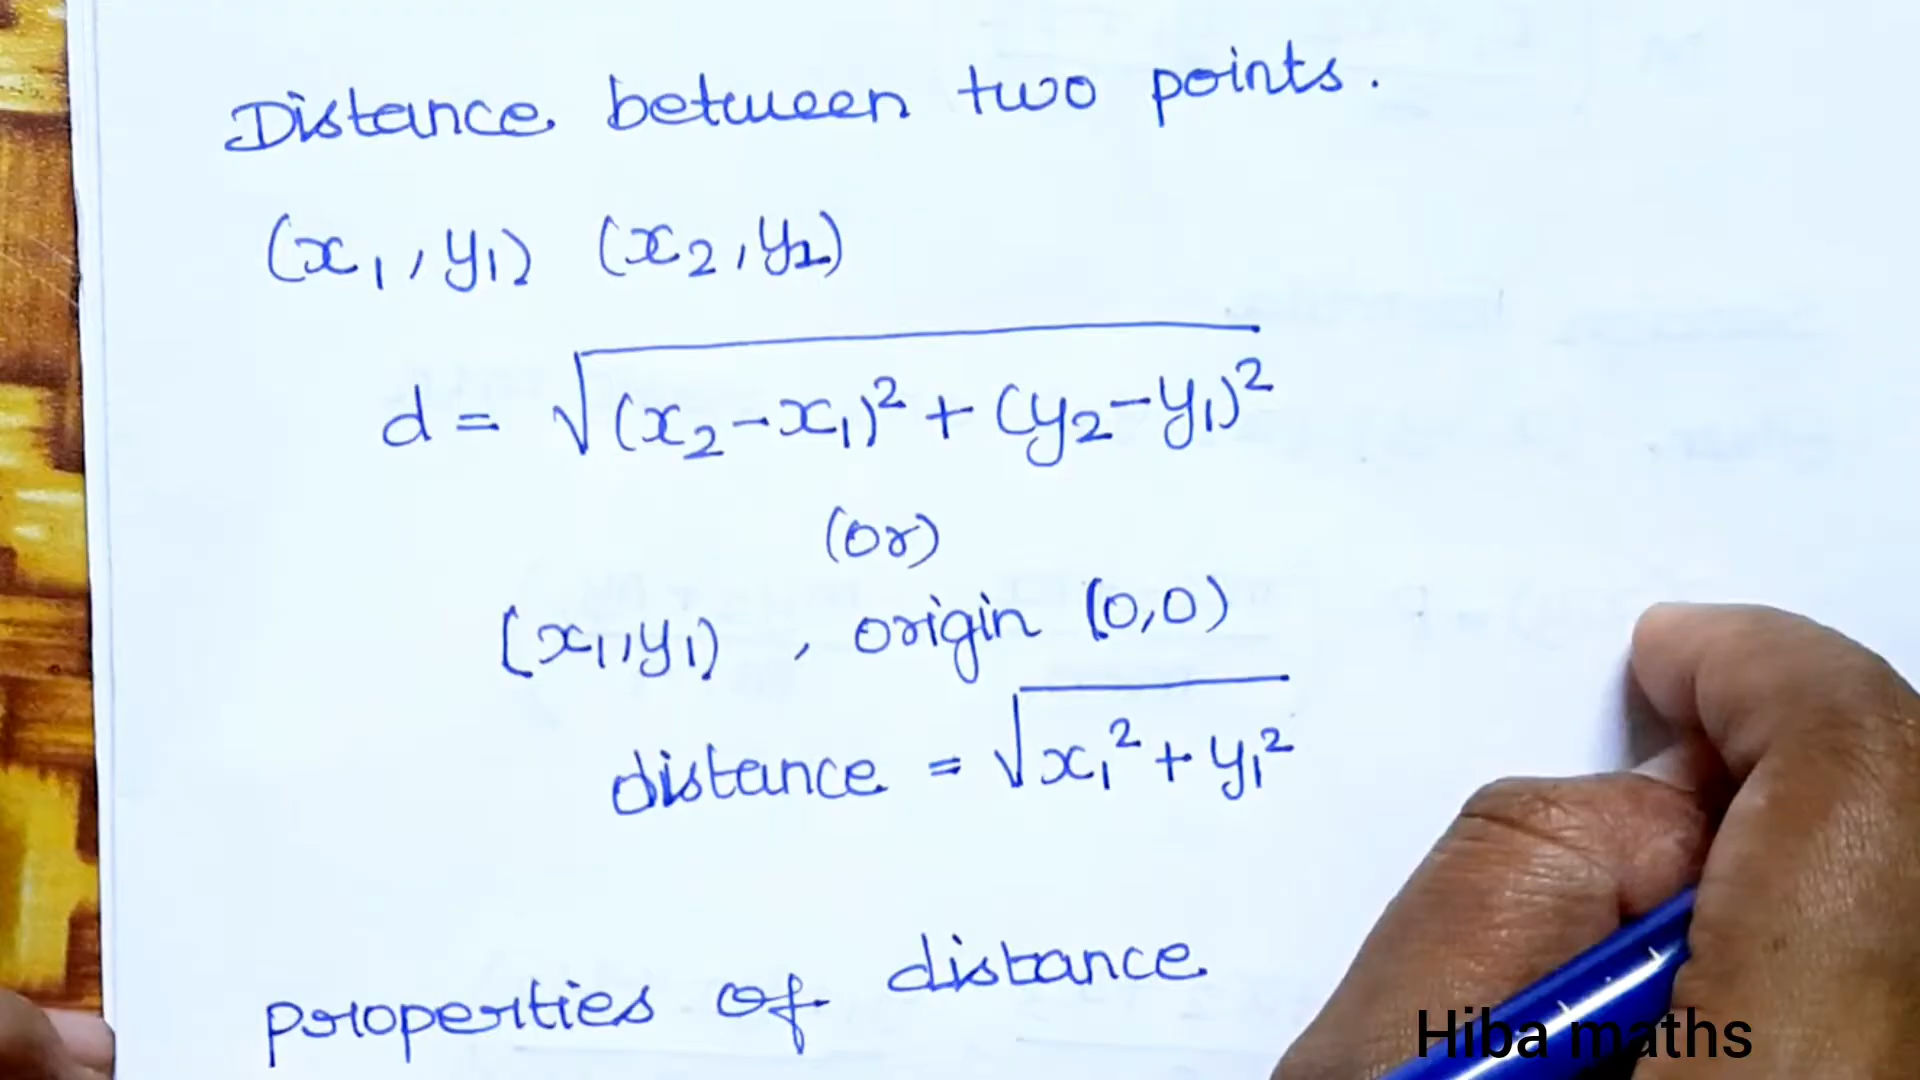 Distance between two points.
(x₁, y₁) (x₂, y₂)
d = √(x₂-x₁)² + (y₂-y₁)²
(or)
(x₁, y₁) , origin (0,0)
distance = √x₁² + y₁²
properties of distance
Hiba maths